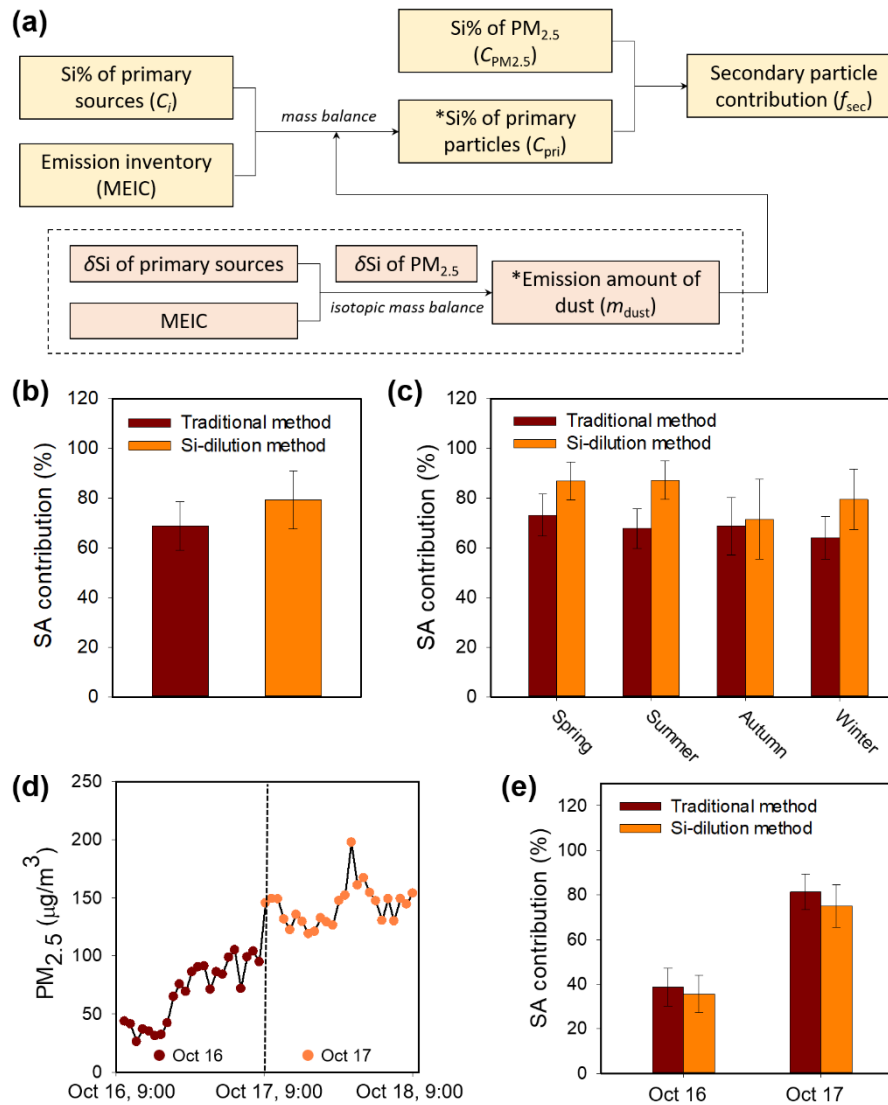 (a)
Si% of PM2.5
(CPM2.5)
Si% of primary
sources (Ci)
mass balance
*Si% of primary
particles (Cpri)
Secondary particle
contribution (fsec)
Emission inventory
(MEIC)
δSi of primary sources
δSi of PM2.5
MEIC
isotopic mass balance
*Emission amount of
dust (mdust)
(b)
120
100
80
60
40
20
0
SA contribution (%)
Traditional method
Si-dilution method
(c)
120
100
80
60
40
20
0
SA contribution (%)
Traditional method
Si-dilution method
Spring
Summer
Autumn
Winter
(d)
250
200
150
100
50
0
PM2.5 (μg/m3)
Oct 16
Oct 17
Oct 16, 9:00
Oct 17, 9:00
Oct 18, 9:00
(e)
120
100
80
60
40
20
0
SA contribution (%)
Traditional method
Si-dilution method
Oct 16
Oct 17